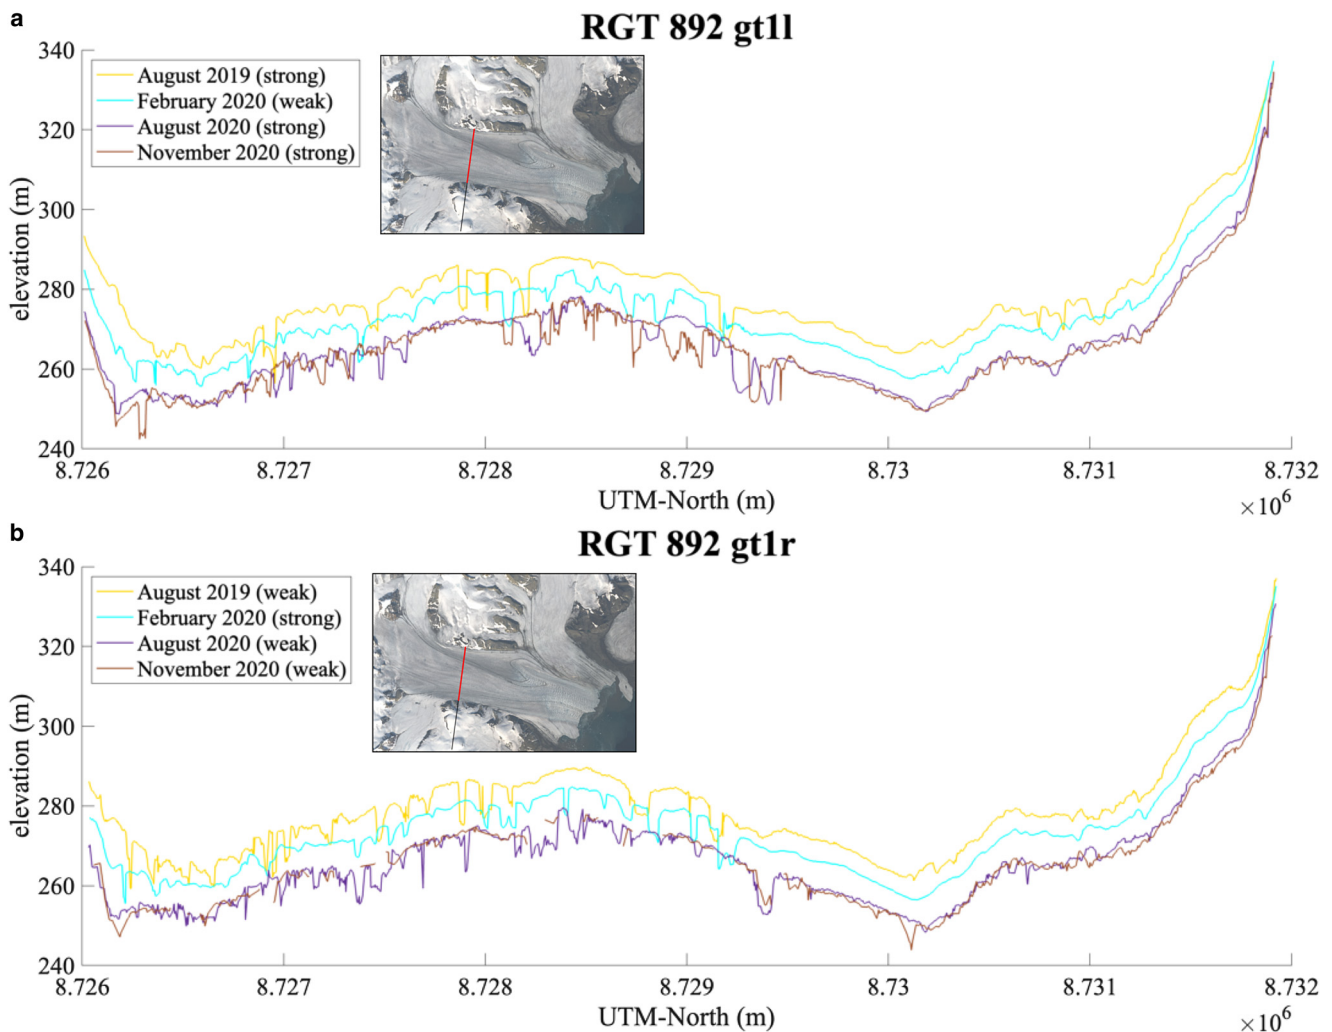 a
RGT 892 gt1l
340
320
300
280
260
240
elevation (m)
August 2019 (strong)
February 2020 (weak)
August 2020 (strong)
November 2020 (strong)
8.726 8.727 8.728 8.729 8.73 8.731 8.732
UTM-North (m)
×10⁶
b
RGT 892 gt1r
340
320
300
280
260
240
elevation (m)
August 2019 (weak)
February 2020 (strong)
August 2020 (weak)
November 2020 (weak)
8.726 8.727 8.728 8.729 8.73 8.731 8.732
UTM-North (m)
×10⁶